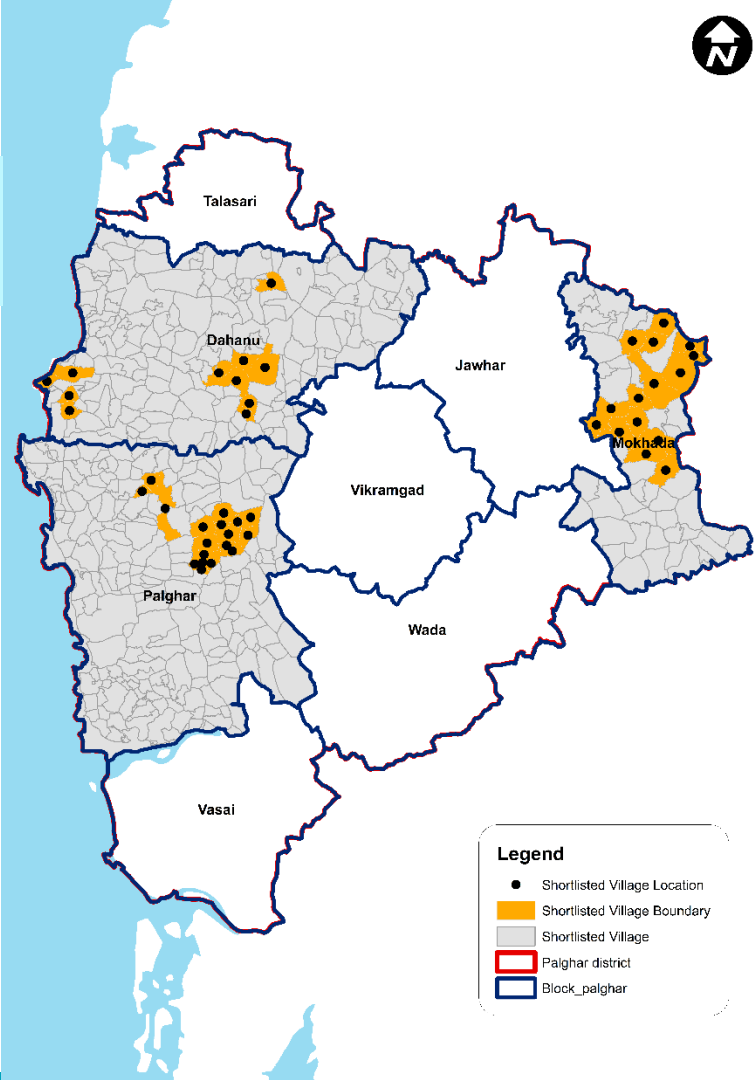 N
Talasari
Dahanu
Jawhar
Mokhada
Vikramgad
Palghar
Wada
Vasai
Legend
Shortlisted Village Location
Shortlisted Village Boundary
Shortlisted Village
Palghar district
Block_palghar